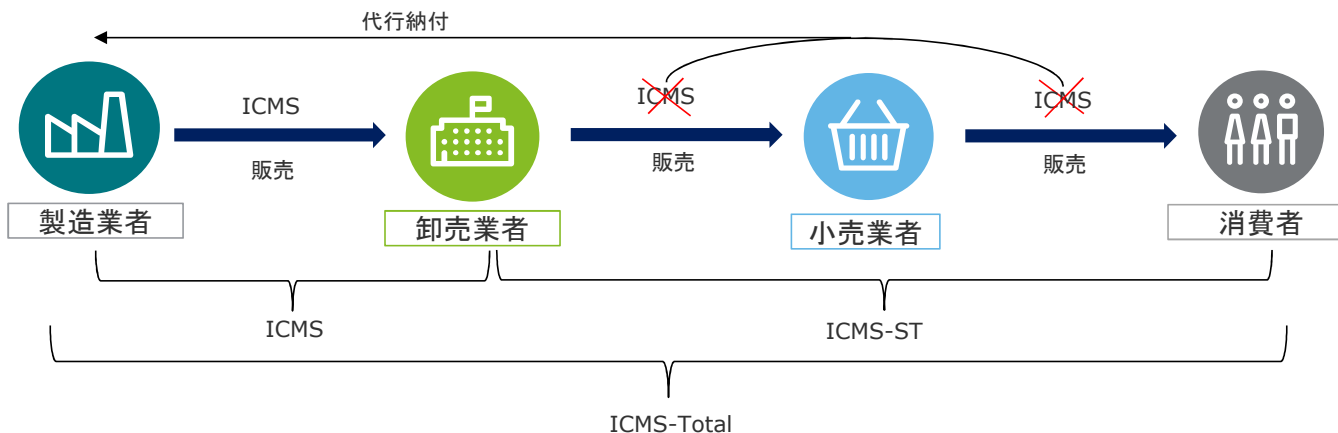 代行納付
ICMS
ICMS
ICMS
販売
販売
販売
製造業者
卸売業者
小売業者
消費者
ICMS
ICMS-ST
ICMS-Total